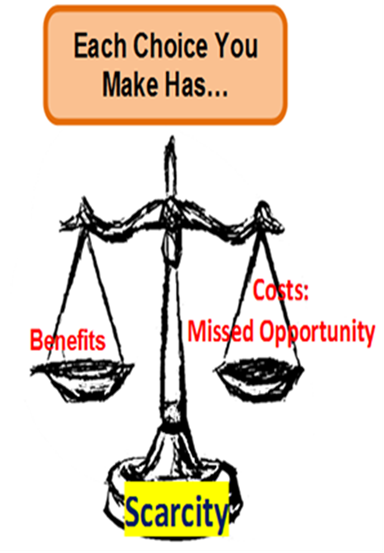 Each Choice You
Make Has...
Costs:
Benefits
Missed Opportunity
Scarcity